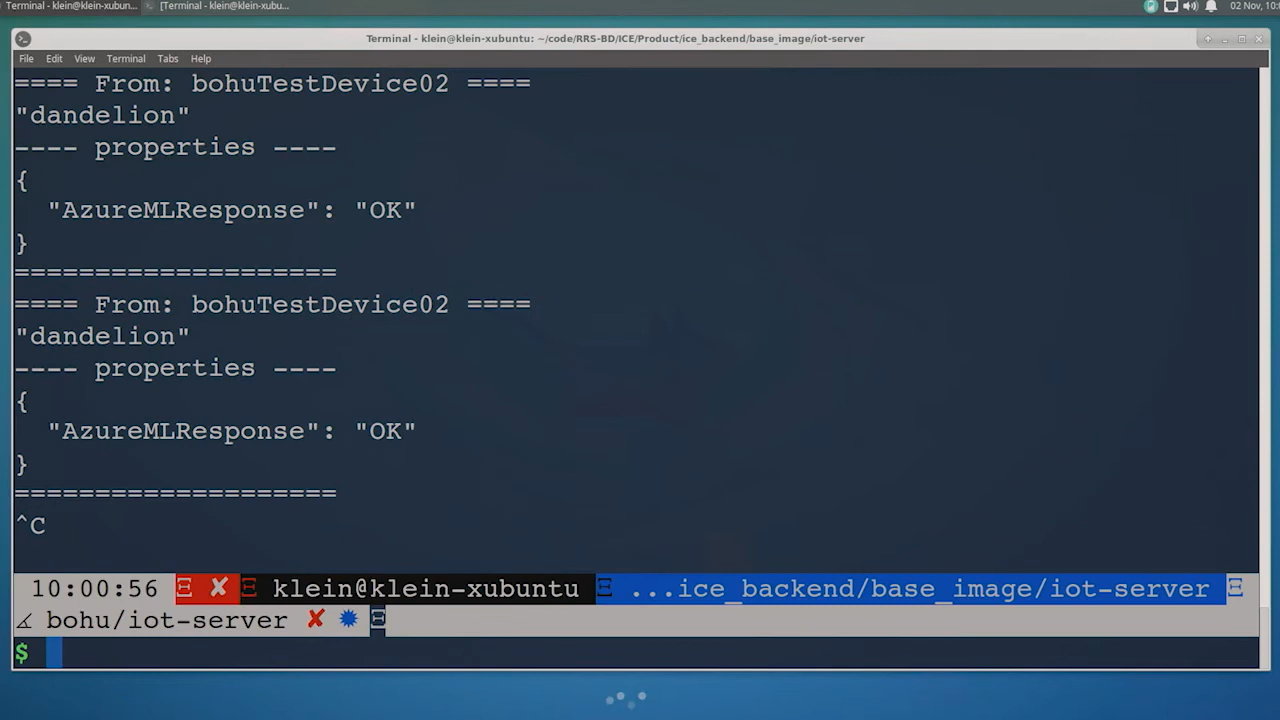 Terminal - klein@klein-xubun...
[Terminal - klein@klein-xubu...
02 Nov, 10:0
Terminal - klein@klein-xubuntu: ~/code/RRS-BD/ICE/Product/ice_backend/base_image/iot-server
File Edit View Terminal Tabs Help
==== From: bohuTestDevice02 ====
"dandelion"
---- properties ----
{
  "AzureMLResponse": "OK"
}
====================
==== From: bohuTestDevice02 ====
"dandelion"
---- properties ----
{
  "AzureMLResponse": "OK"
}
====================
^C
10:00:56 Ξ ✘ Ξ klein@klein-xubuntu Ξ ...ice_backend/base_image/iot-server Ξ
∡ bohu/iot-server ✘ ✹ Ξ
$